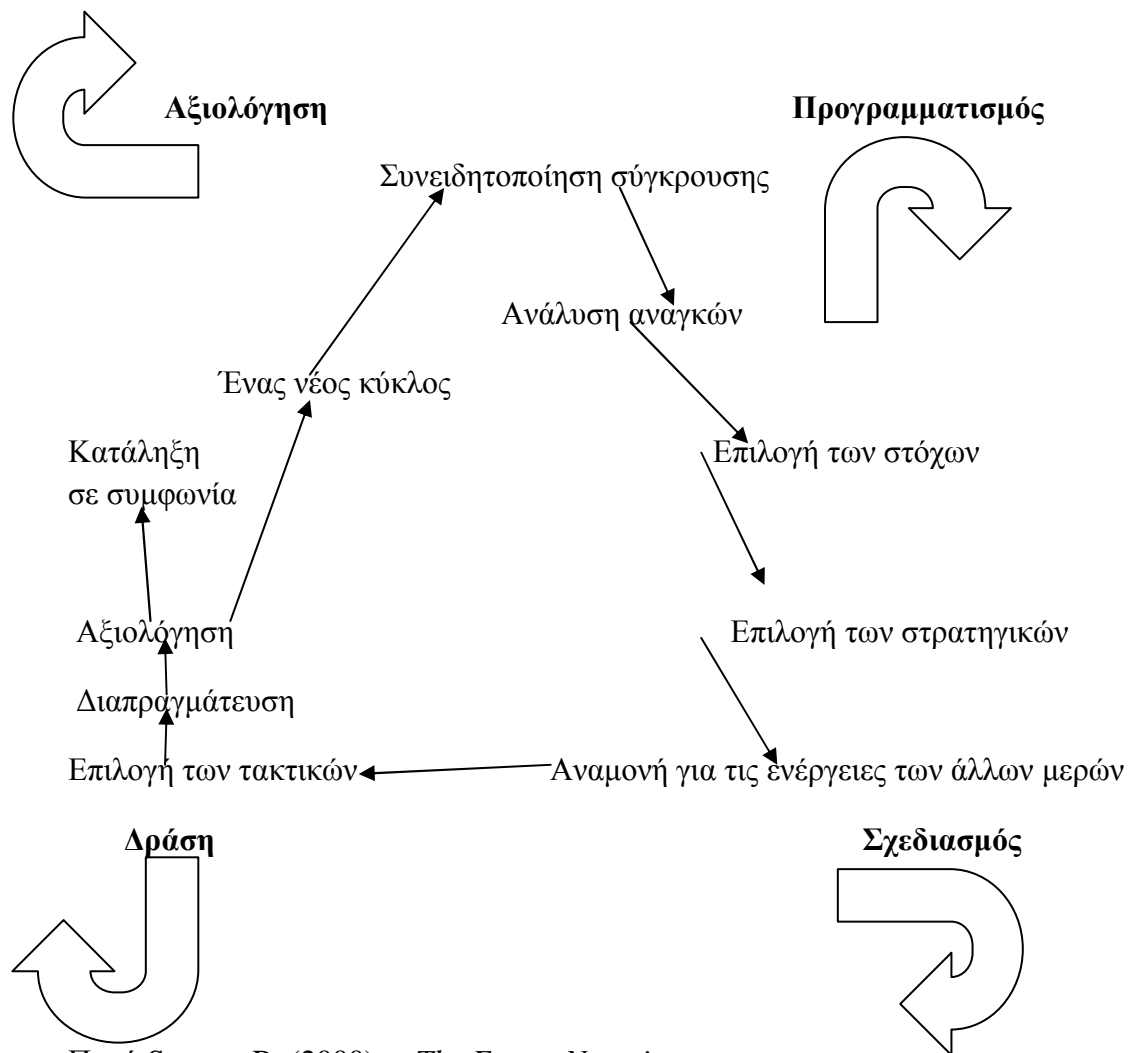 Αξιολόγηση
Προγραμματισμός
Συνειδητοποίηση σύγκρουσης
Ανάλυση αναγκών
Ένας νέος κύκλος
Κατάληξη
σε συμφωνία
Επιλογή των στόχων
Αξιολόγηση
Επιλογή των στρατηγικών
Διαπραγμάτευση
Επιλογή των τακτικών
Αναμονή για τις ενέργειες των άλλων μερών
Δράση
Σχεδιασμός